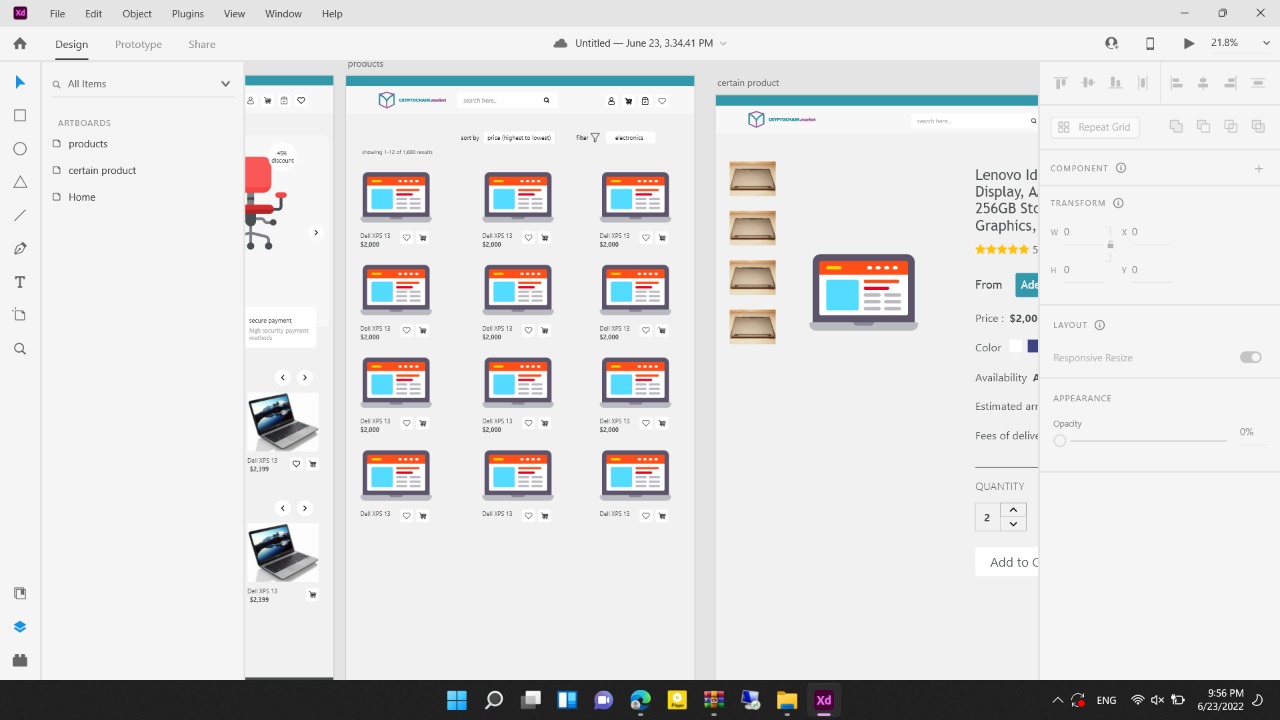 Xd File Edit Object Plugins View Window Help
Design Prototype Share
Untitled — June 23, 3.34.41 PM
21.8%
All Items
ARTBOARDS
products
certain product
Home
45%
discount
secure payment
high security payment
methods
Dell XPS 13
$2,399
Dell XPS 13
$2,399
products
CRYPTOCHAIN.market
search here..
sort by price (highest to lowest) filter electronics
showing 1-12 of 1,600 results
Dell XPS 13 Dell XPS 13 Dell XPS 13
$2,000 $2,000 $2,000
Dell XPS 13 Dell XPS 13 Dell XPS 13
$2,000 $2,000 $2,000
Dell XPS 13 Dell XPS 13 Dell XPS 13
$2,000 $2,000 $2,000
Dell XPS 13 Dell XPS 13 Dell XPS 13
certain product
CRYPTOCHAIN.market
search here..
Lenovo Id
Display, A
256GB Sto
Graphics,
5
From Ade
Price : $2,00
Color
Availability A
Estimated arr
Fees of delive
QUANTITY
2
Add to C
Repeat Grid
COMPONENT
TRANSFORM
W 0 X 0
H 0
LAYOUT
Responsive Resize
APPEARANCE
Opacity
0%
Player
Xd
ENG
9:56 PM
6/23/2022